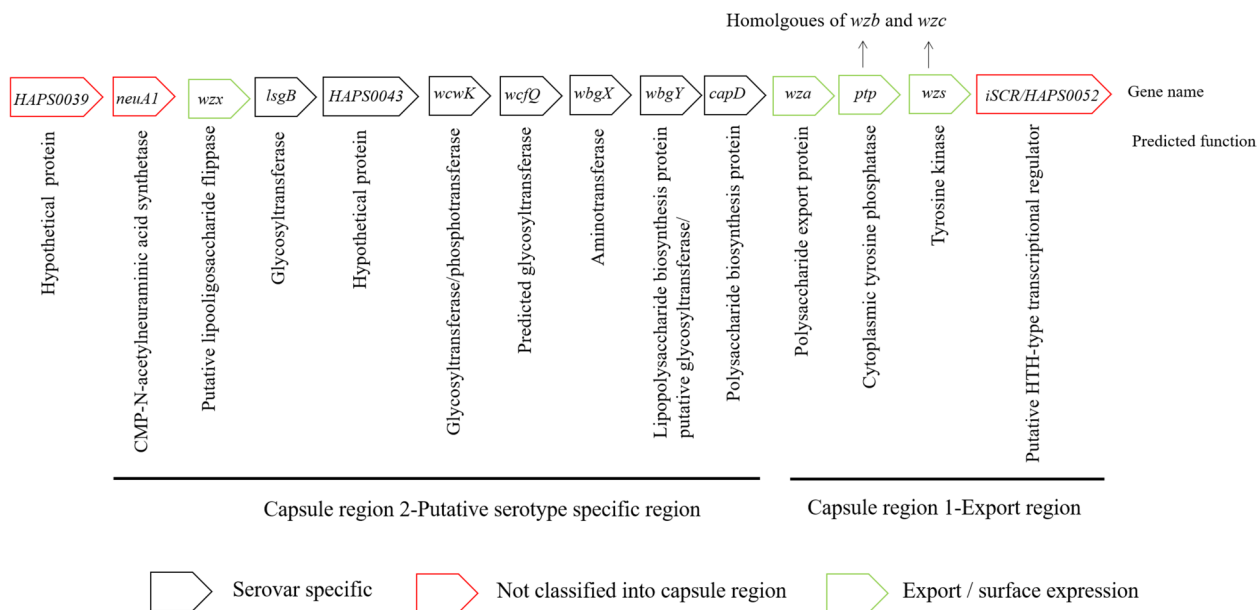 Homolgoues of wzb and wzc
HAPS0039
neuA1
wzx
lsgB
HAPS0043
wcwK
wcfQ
wbgX
wbgY
capD
wza
ptp
wzs
iSCR/HAPS0052
Gene name
Predicted function
Hypothetical protein
CMP-N-acetylneuraminic acid synthetase
Putative lipooligosaccharide flippase
Glycosyltransferase
Hypothetical protein
Glycosyltransferase/phosphotransferase
Predicted glycosyltransferase
Aminotransferase
Lipopolysaccharide biosynthesis protein
putative glycosyltransferase/
Polysaccharide biosynthesis protein
Polysaccharide export protein
Cytoplasmic tyrosine phosphatase
Tyrosine kinase
Putative HTH-type transcriptional regulator
Capsule region 2-Putative serotype specific region
Capsule region 1-Export region
Serovar specific
Not classified into capsule region
Export / surface expression